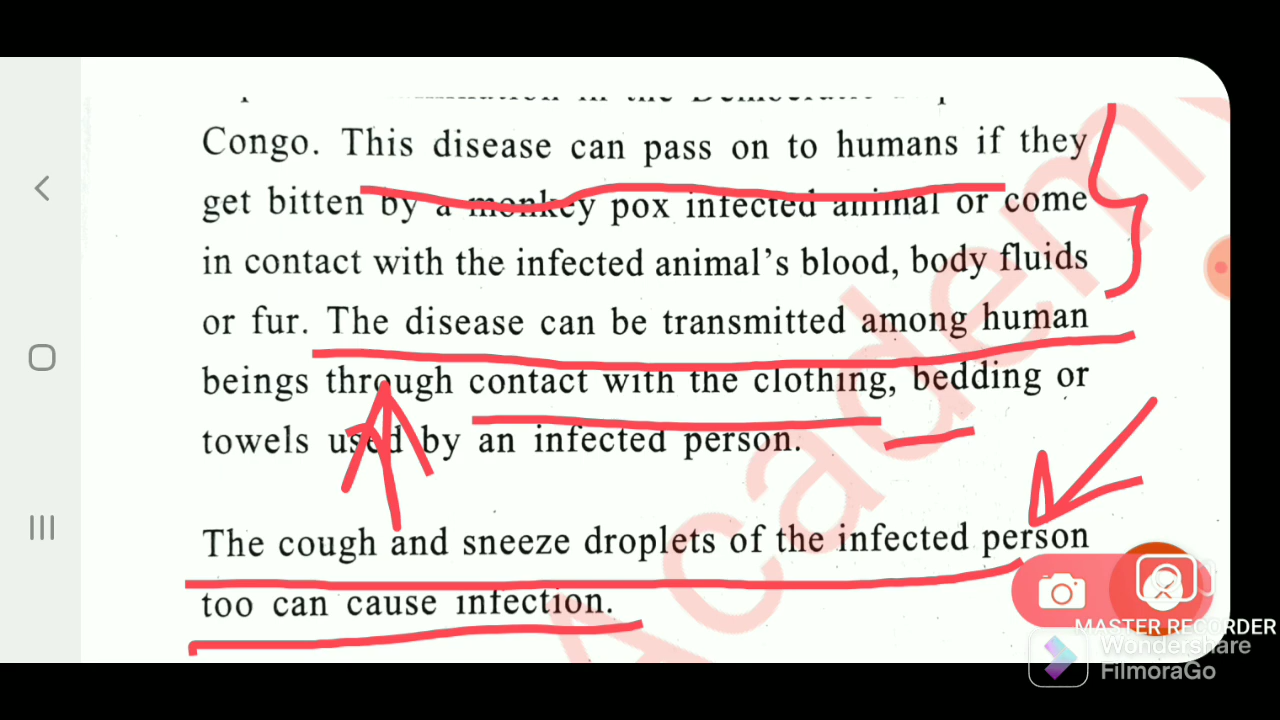 in the
Congo. This disease can pass on to humans if they
get bitten by a monkey pox infected animal or come
in contact with the infected animal's blood, body fluids
or fur. The disease can be transmitted among human
beings through contact with the clothing, bedding or
towels used by an infected person.
The cough and sneeze droplets of the infected person
too can cause infection.
Academy
MASTER RECORDER
Wondershare
FilmoraGo